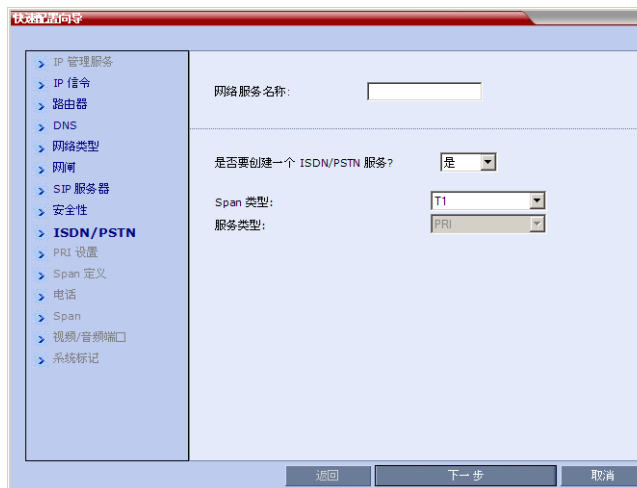 快速配置向导
IP 管理服务
IP 信令
路由器
DNS
网络类型
网闸
SIP 服务器
安全性
ISDN/PSTN
PRI 设置
Span 定义
电话
Span
视频/音频端口
系统标记
网络服务名称:
是否要创建一个 ISDN/PSTN 服务? 是
Span 类型: T1
服务类型: PRI
返回 下一步 取消